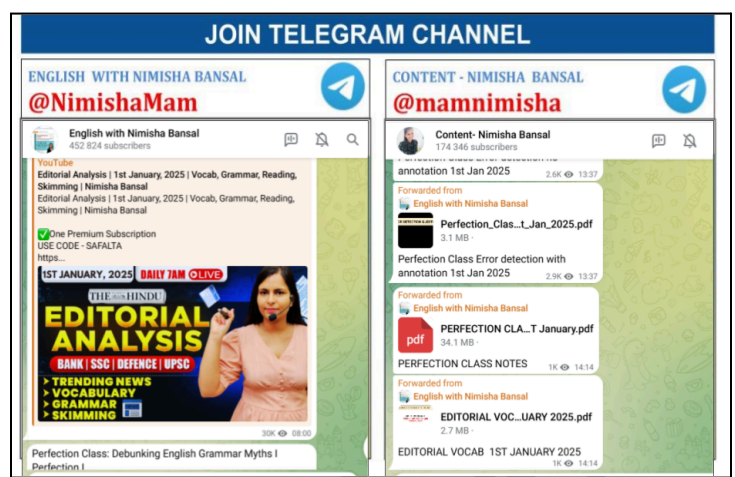 JOIN TELEGRAM CHANNEL
ENGLISH WITH NIMISHA BANSAL
@NimishaMam
English with Nimisha Bansal
452 824 subscribers
YouTube
Editorial Analysis | 1st January, 2025 | Vocab, Grammar, Reading,
Skimming | Nimisha Bansal
Editorial Analysis | 1st January, 2025 | Vocab, Grammar, Reading,
Skimming | Nimisha Bansal
✅One Premium Subscription
USE CODE - SAFALTA
https...
1ST JANUARY, 2025 DAILY 7AM LIVE
THE HINDU
EDITORIAL
ANALYSIS
BANK | SSC | DEFENCE | UPSC
> TRENDING NEWS
> VOCABULARY
> GRAMMAR
> SKIMMING
30K 08:00
Perfection Class: Debunking English Grammar Myths I
Perfection I
CONTENT - NIMISHA BANSAL
@mamnimisha
Content- Nimisha Bansal
174 346 subscribers
Perfection Class Error detection no
annotation 1st Jan 2025
2.6K 13:37
Forwarded from
English with Nimisha Bansal
Perfection_Clas...t_Jan_2025.pdf
3.1 MB ·
Perfection Class Error detection with
annotation 1st Jan 2025
2.9K 13:37
Forwarded from
English with Nimisha Bansal
pdf
PERFECTION CLA...T January.pdf
34.1 MB ·
PERFECTION CLASS NOTES
1K 14:14
Forwarded from
English with Nimisha Bansal
EDITORIAL VOC...UARY 2025.pdf
2.7 MB ·
EDITORIAL VOCAB 1ST JANUARY 2025
1K 14:14